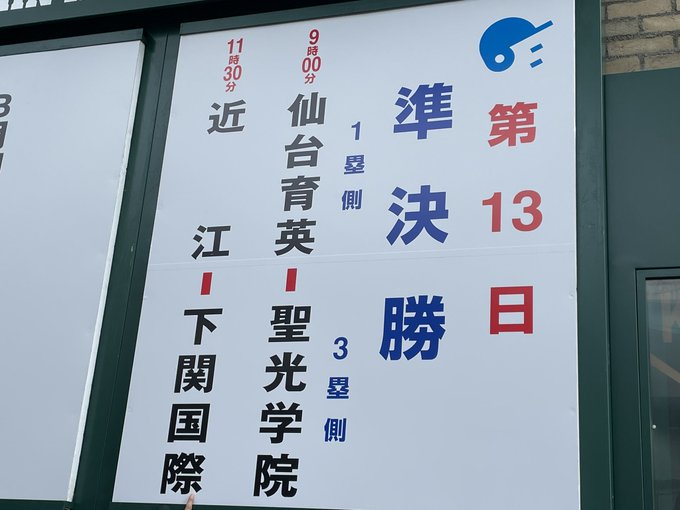 第13日
準決勝
1塁側
3塁側
9時00分
仙台育英ー聖光学院
11時30分
近江ー下関国際